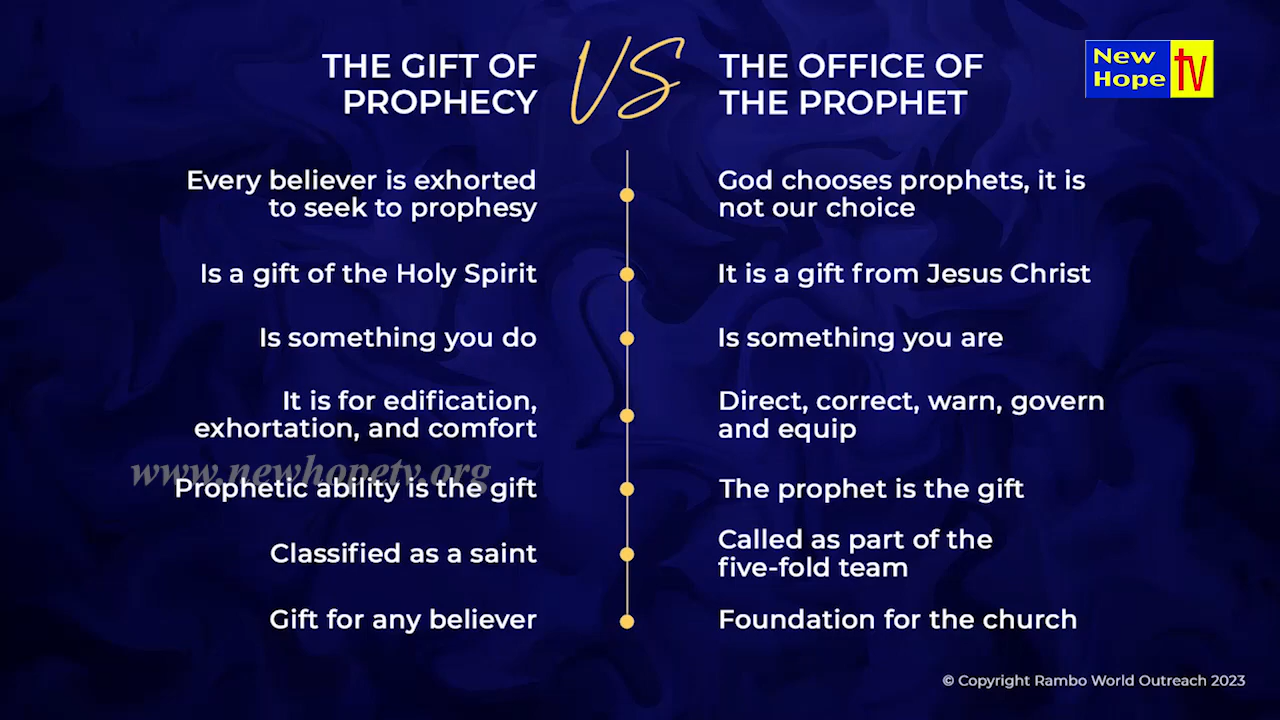 THE GIFT OF
PROPHECY
VS
THE OFFICE OF
THE PROPHET
New
Hope
tv
Every believer is exhorted
to seek to prophesy
God chooses prophets, it is
not our choice
Is a gift of the Holy Spirit
It is a gift from Jesus Christ
Is something you do
Is something you are
It is for edification,
exhortation, and comfort
Direct, correct, warn, govern
and equip
www.newhopetv.org
Prophetic ability is the gift
The prophet is the gift
Classified as a saint
Called as part of the
five-fold team
Gift for any believer
Foundation for the church
© Copyright Rambo World Outreach 2023